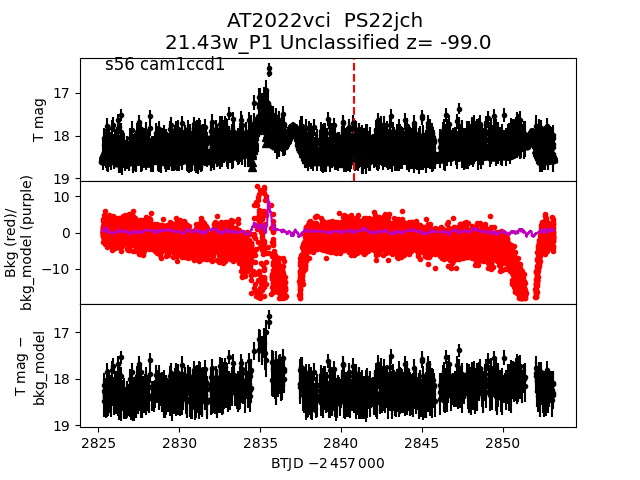 AT2022vci  PS22jch
21.43w_P1 Unclassified z= -99.0
s56 cam1ccd1
T mag
17
18
19
Bkg (red)/
bkg_model (purple)
10
0
−10
T mag −
bkg_model
17
18
19
2825
2830
2835
2840
2845
2850
BTJD −2 457 000